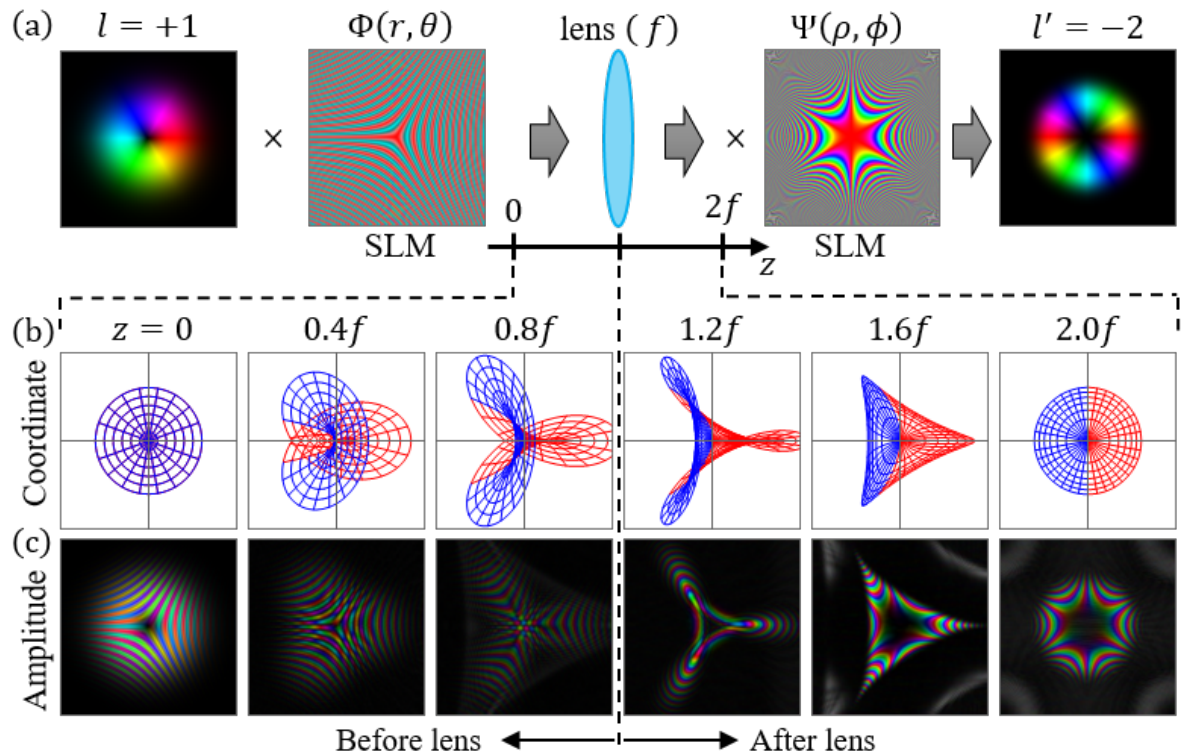 (a) l = +1 Φ(r, θ) lens (f) Ψ(ρ, ϕ) l′ = −2
× ×
0 2f
SLM SLM
z
(b) z = 0 0.4f 0.8f 1.2f 1.6f 2.0f
Coordinate
(c)
Amplitude
Before lens After lens